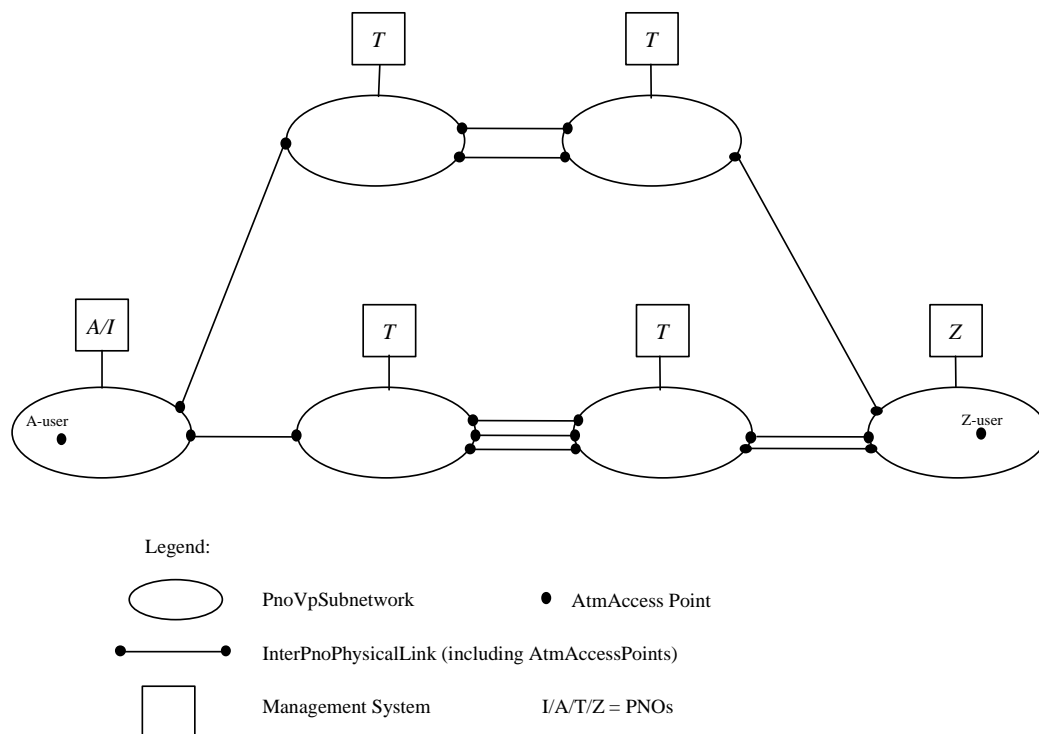 T
T
A/I
T
T
Z
A-user
Z-user
Legend:
PnoVpSubnetwork
AtmAccess Point
InterPnoPhysicalLink (including AtmAccessPoints)
Management System
I/A/T/Z = PNOs